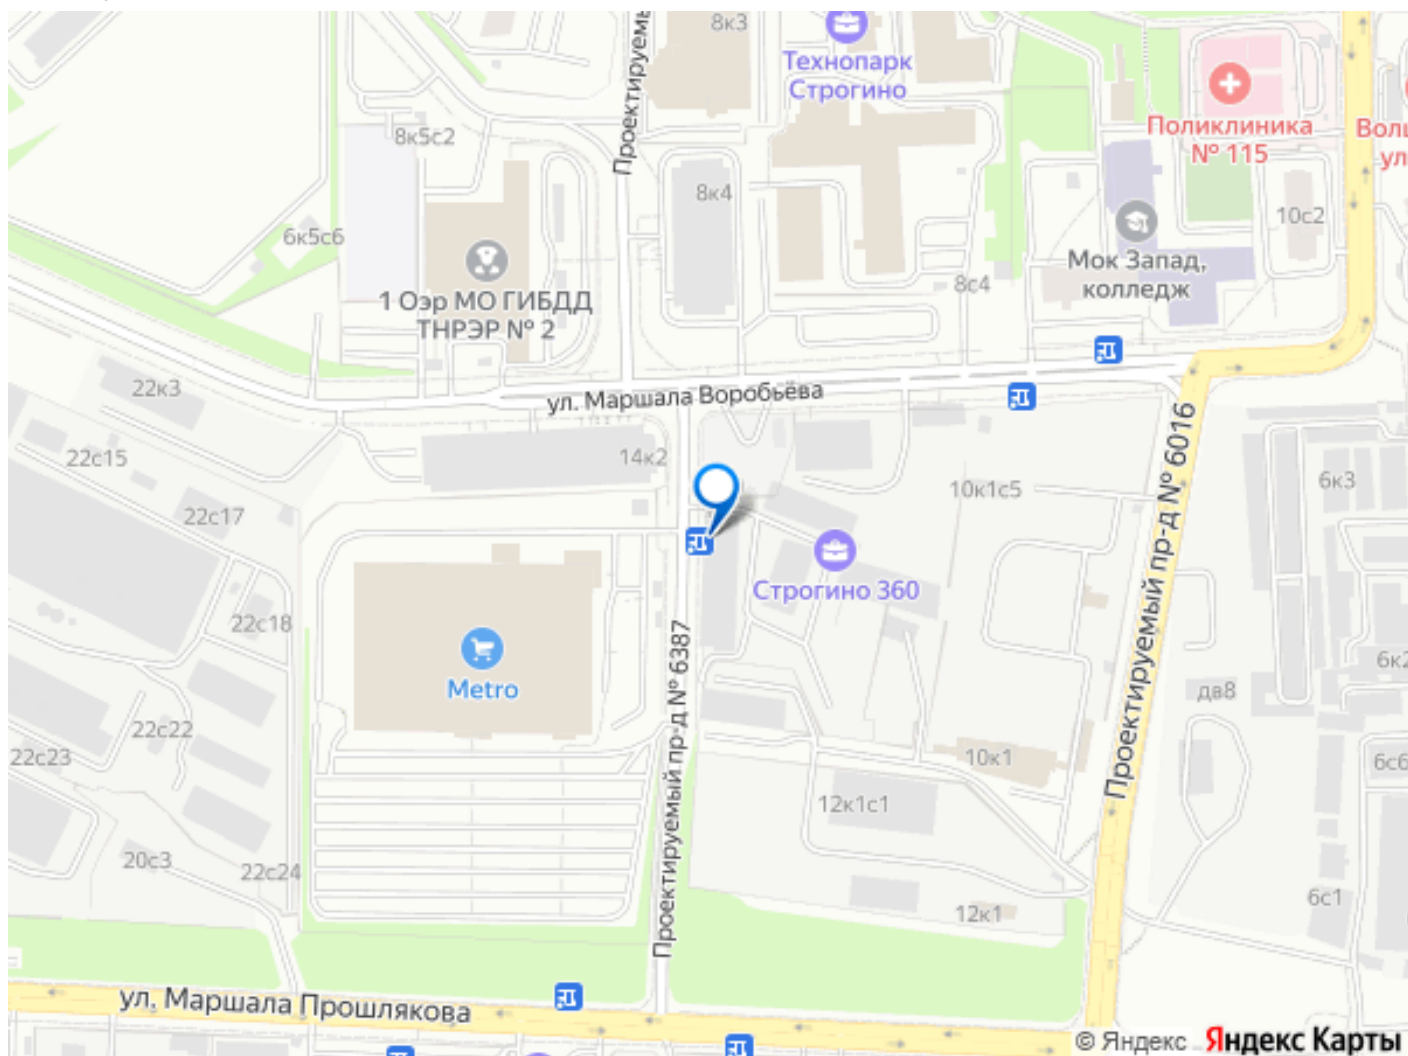 8к3
Проектируем
Технопарк
Строгино
Поликлиника
№ 115
8к5с2
8к4
10с2
6к5с6
1 Оэр МО ГИБДД
ТНРЭР № 2
Мок Запад,
колледж
8с4
22к3
ул. Маршала Воробьёва
22с15
14к2
6к3
10к1с5
22с17
Проектируемый пр-д № 6016
Строгино 360
22с18
Проектируемый пр-д № 6387
Metro
дв8
22с22
22с23
10к1
12к1с1
20с3
22с24
6с1
12к1
ул. Маршала Прошлякова
© Яндекс Яндекс Карты